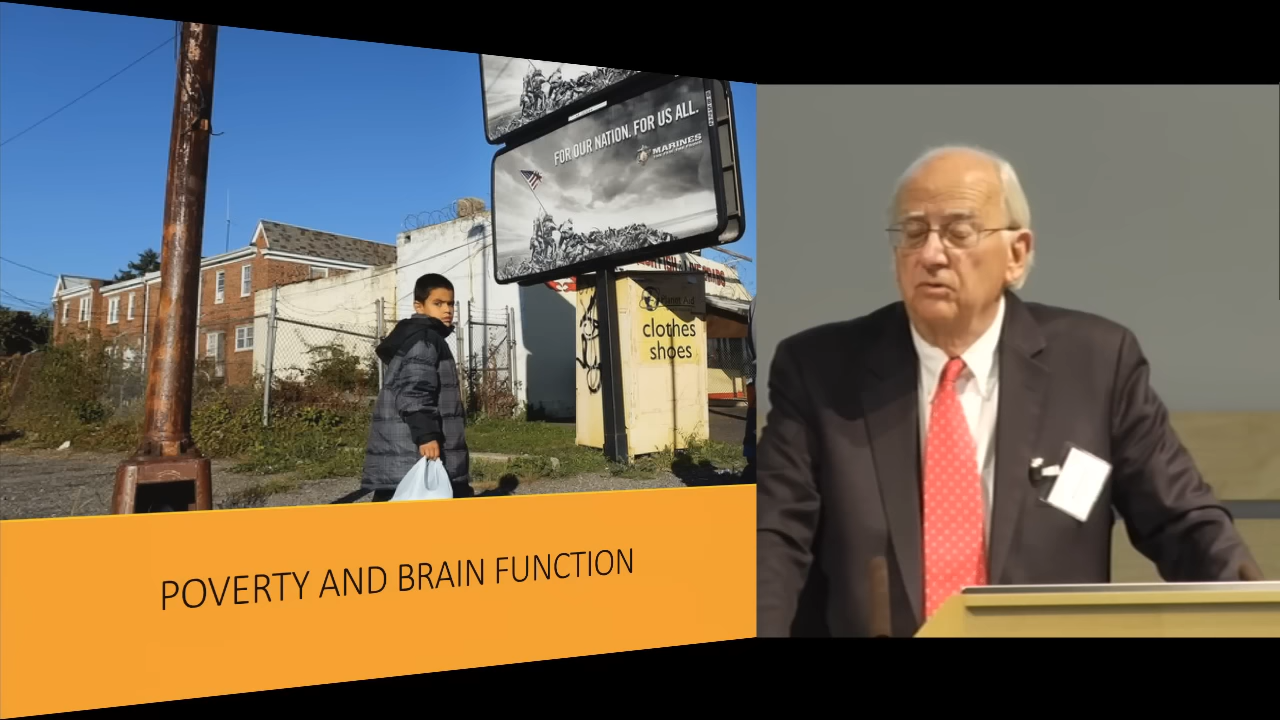 FOR OUR NATION. FOR US ALL.
MARINES
clothes
shoes
POVERTY AND BRAIN FUNCTION